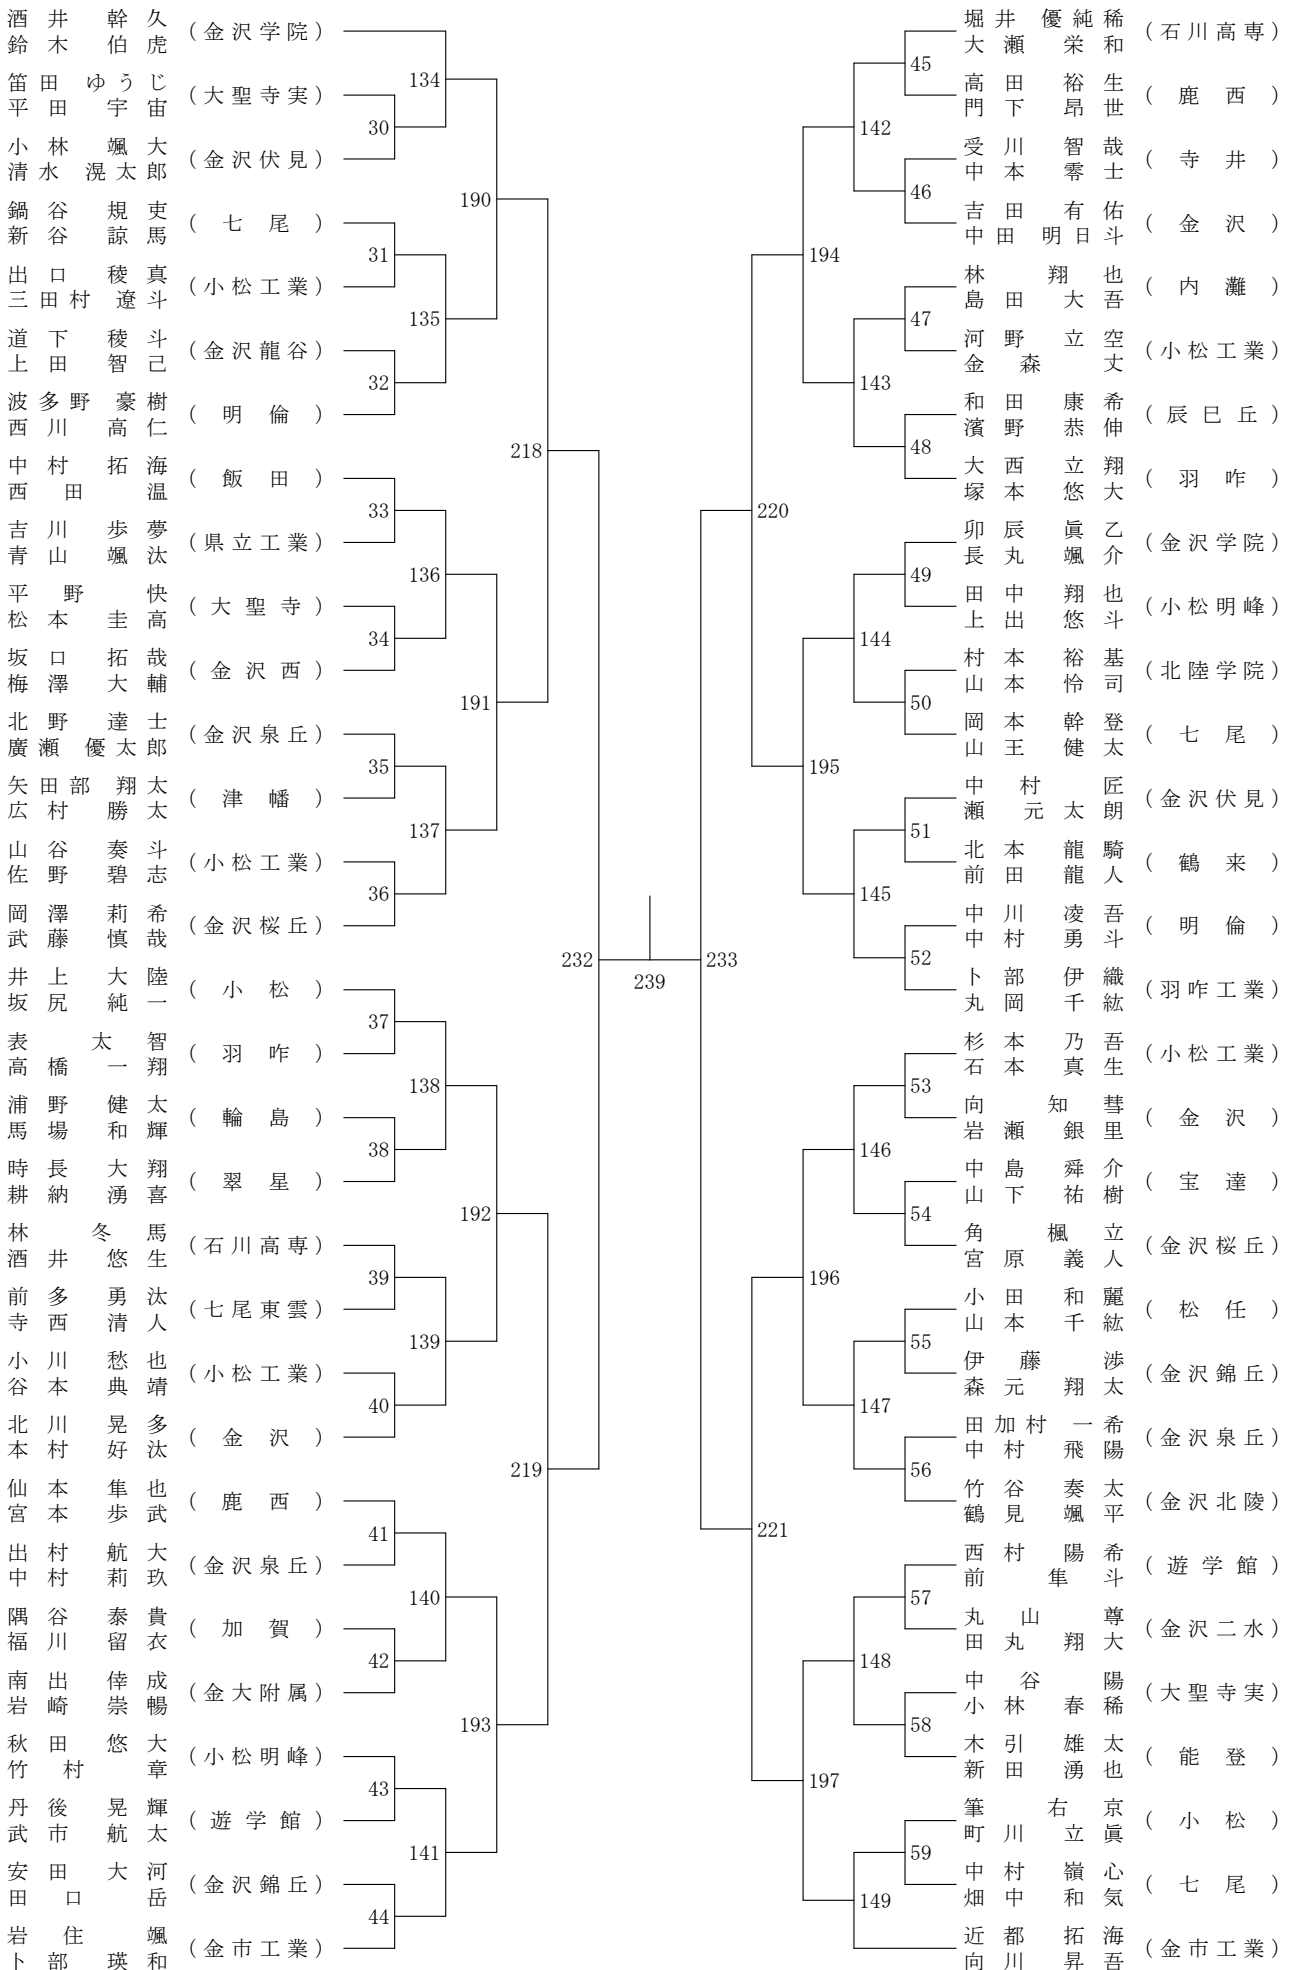 酒井 幹久
鈴木 伯虎
(金沢学院)
笛田 ゆうじ
平田 宇宙
(大聖寺実)
小林 颯大
清水 滉太郎
(金沢伏見)
鍋谷 規吏
新谷 諒馬
(七尾)
出口 稜真
三田村 遼斗
(小松工業)
道下 稜斗
上田 智己
(金沢龍谷)
波多野 豪樹
西川 高仁
(明倫)
中村 拓海
西田 温
(飯田)
吉川 歩夢
青山 颯汰
(県立工業)
平野 快
松本 圭高
(大聖寺)
坂口 拓哉
梅澤 大輔
(金沢西)
北野 達士
廣瀬 優太郎
(金沢泉丘)
矢田部 翔太
広村 勝太
(津幡)
山谷 奏斗
佐野 碧志
(小松工業)
岡澤 莉希
武藤 慎哉
(金沢桜丘)
井上 大陸
坂尻 純一
(小松)
表 太智
高橋 一翔
(羽咋)
浦野 健太
馬場 和輝
(輪島)
時長 大翔
耕納 湧喜
(翠星)
林 冬馬
酒井 悠生
(石川高専)
前多 勇汰
寺西 清人
(七尾東雲)
小川 愁也
谷本 典靖
(小松工業)
北川 晃多
本村 好汰
(金沢)
仙本 隼也
宮本 歩武
(鹿西)
出村 航大
中村 莉玖
(金沢泉丘)
隅谷 泰貴
福川 留衣
(加賀)
南出 倖成
岩崎 崇暢
(金大附属)
秋田 悠大
竹村 章
(小松明峰)
丹後 晃輝
武市 航太
(遊学館)
安田 大河
田口 岳
(金沢錦丘)
岩住 颯
卜部 瑛和
(金市工業)
134
30
190
31
135
32
218
33
136
34
191
35
137
36
232
37
138
38
192
39
139
40
219
41
140
42
193
43
141
44
239
233
45
142
46
194
47
143
48
220
49
144
50
195
51
145
52
53
146
54
196
55
147
56
221
57
148
58
197
59
149
堀井 優純稀
大瀬 栄和
(石川高専)
高田 裕生
門下 昂世
(鹿西)
受川 智哉
中本 零士
(寺井)
吉田 有佑
中田 明日斗
(金沢)
林 翔也
島田 大吾
(内灘)
河野 立空
金森 丈
(小松工業)
和田 康希
濱野 恭伸
(辰巳丘)
大西 立翔
塚本 悠大
(羽咋)
卯辰 眞乙
長丸 颯介
(金沢学院)
田中 翔也
上出 悠斗
(小松明峰)
村本 裕基
山本 怜司
(北陸学院)
岡本 幹登
山王 健太
(七尾)
中村 匠
瀬 元太朗
(金沢伏見)
北本 龍騎
前田 龍人
(鶴来)
中川 凌吾
中村 勇斗
(明倫)
卜部 伊織
丸岡 千紘
(羽咋工業)
杉本 乃吾
石本 真生
(小松工業)
向 知彗
岩瀬 銀里
(金沢)
中島 舜介
山下 祐樹
(宝達)
角 楓立
宮原 義人
(金沢桜丘)
小田 和麗
山本 千紘
(松任)
伊藤 渉
森元 翔太
(金沢錦丘)
田加村 一希
中村 飛陽
(金沢泉丘)
竹谷 奏太
鶴見 颯平
(金沢北陵)
西村 陽希
前 隼斗
(遊学館)
丸山 尊
田丸 翔大
(金沢二水)
中谷 陽
小林 春稀
(大聖寺実)
木引 雄太
新田 湧也
(能登)
筆 右京
町川 立眞
(小松)
中村 嶺心
畑中 和気
(七尾)
近都 拓海
向川 昇吾
(金市工業)